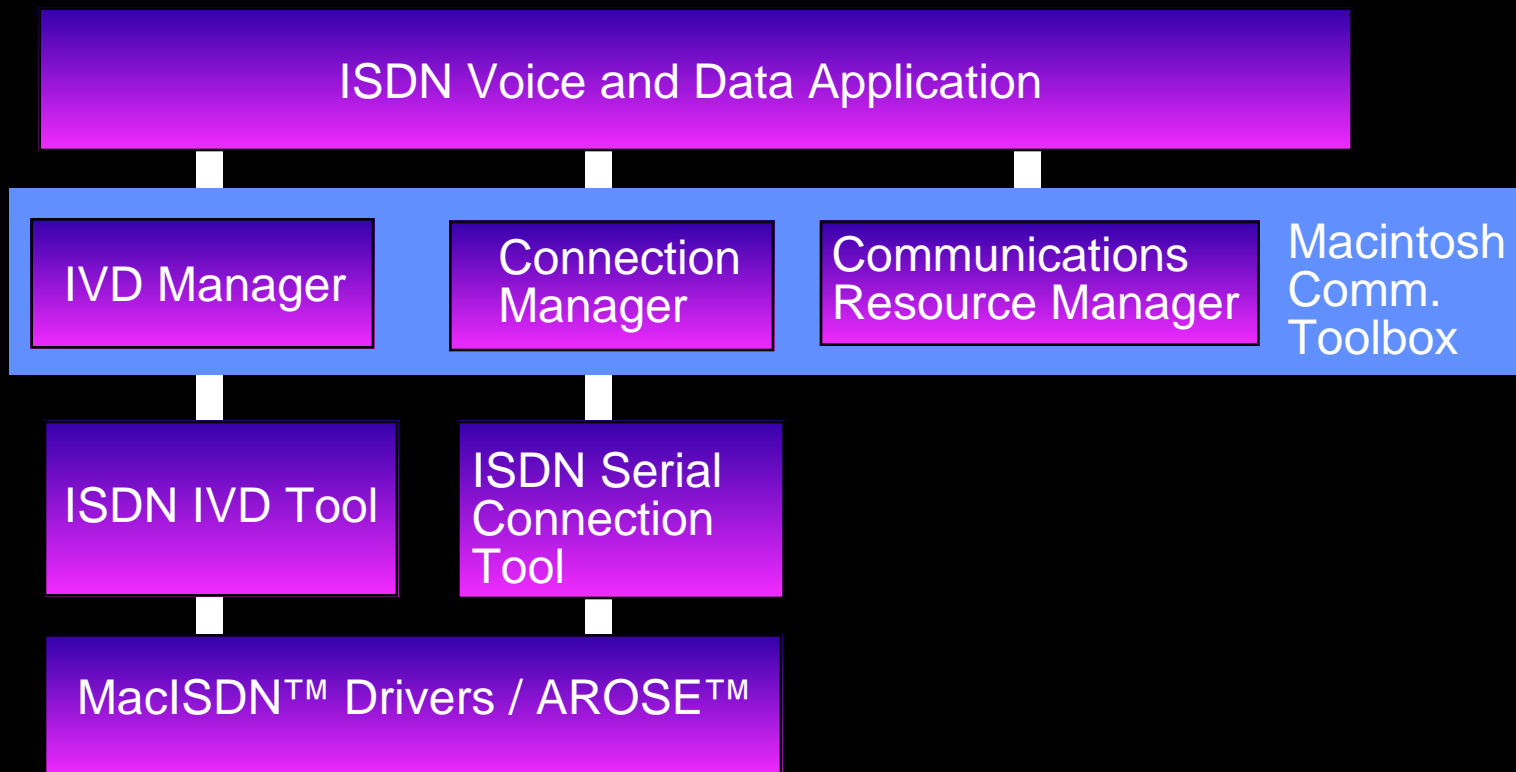 ISDN Voice and Data Application
IVD Manager
Connection
Manager
Communications
Resource Manager
Macintosh
Comm.
Toolbox
ISDN IVD Tool
ISDN Serial
Connection
Tool
MacISDN™ Drivers / AROSE™